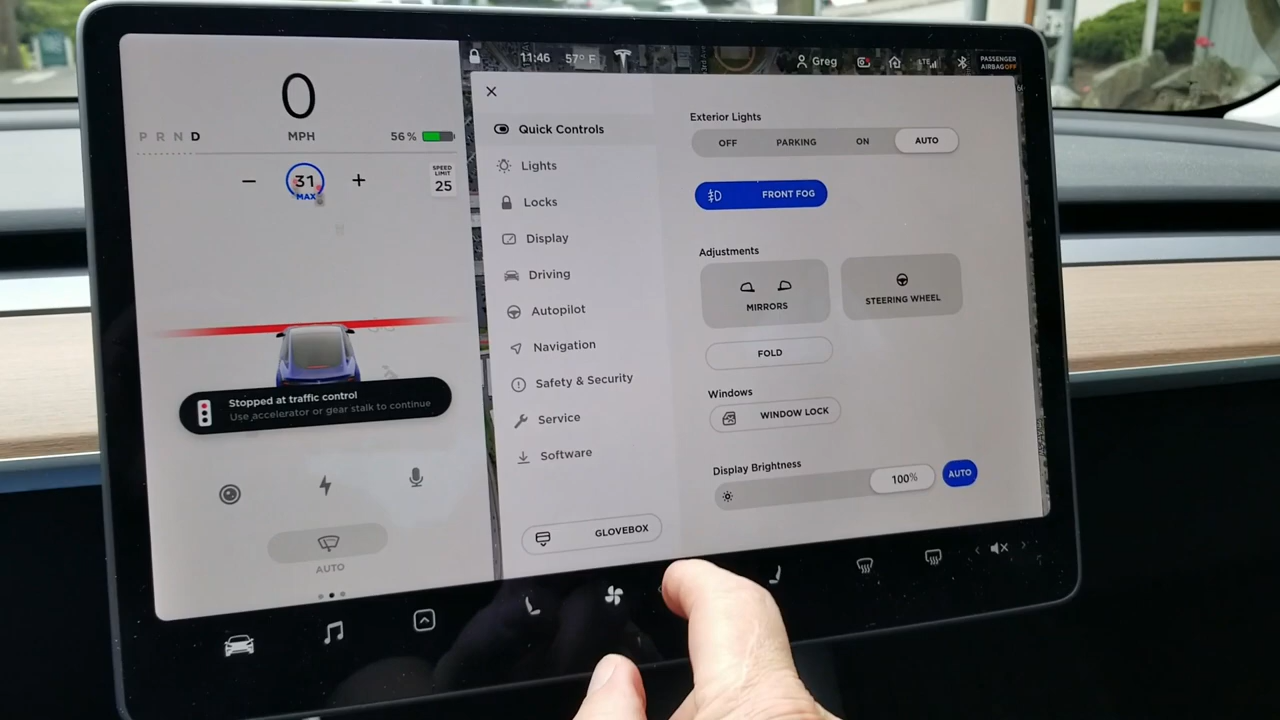 0
MPH
P R N D
56%
31
MAX
SPEED
LIMIT
25
Stopped at traffic control
Use accelerator or gear stalk to continue
AUTO
11:46
57° F
Greg
LTE
PASSENGER
AIRBAG OFF
Quick Controls
Lights
Locks
Display
Driving
Autopilot
Navigation
Safety & Security
Service
Software
GLOVEBOX
Exterior Lights
OFF PARKING ON AUTO
FRONT FOG
Adjustments
MIRRORS
STEERING WHEEL
FOLD
Windows
WINDOW LOCK
Display Brightness
100%
AUTO